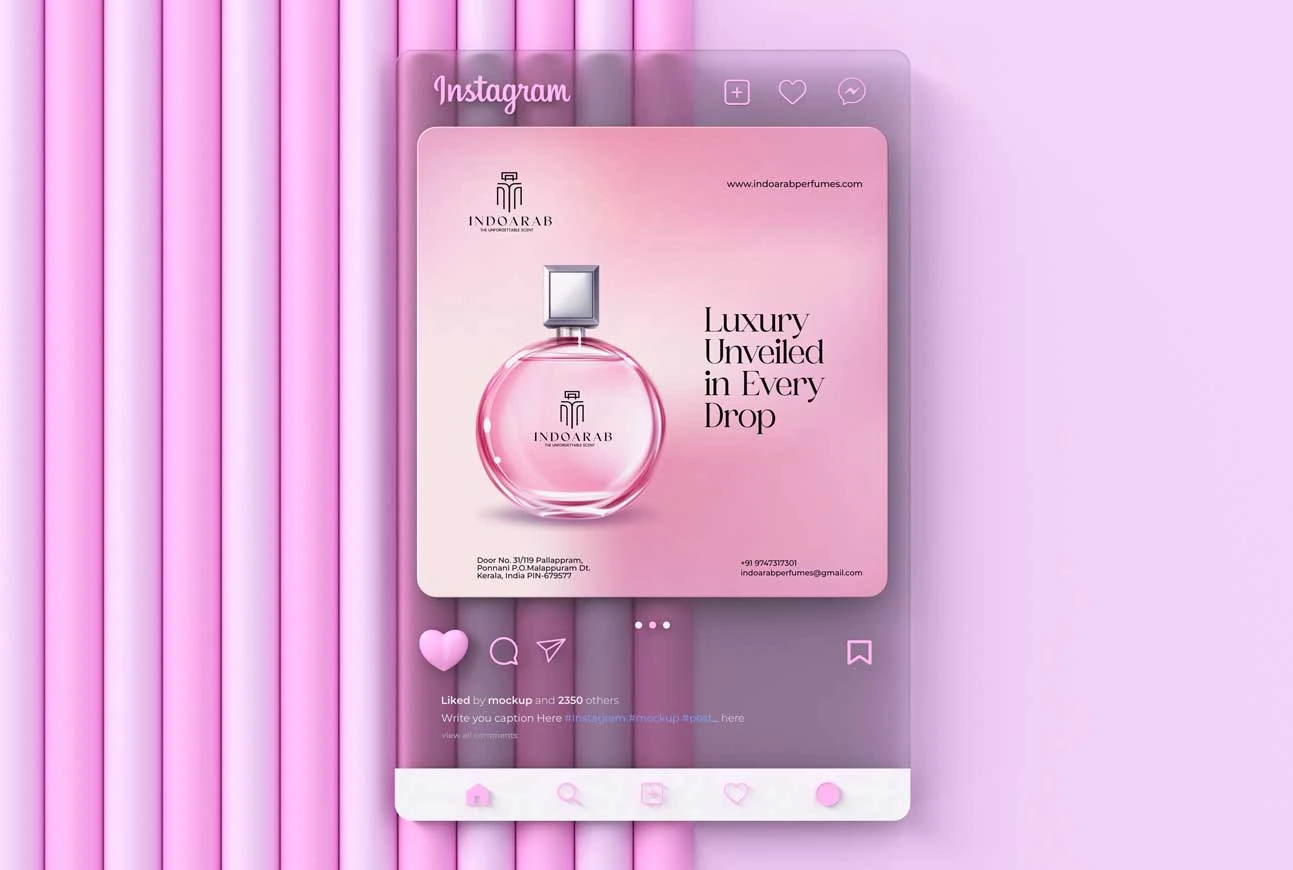 Instagram
INDOARAB
THE UNFORGETTABLE SCENT
www.indoarabperfumes.com
Luxury
Unveiled
in Every
Drop
INDOARAB
THE UNFORGETTABLE SCENT
Door No. 31/119 Pallappram,
Ponnani P.O.Malappuram Dt.
Kerala, India PIN-679577
+91 9747317301
indoarabperfumes@gmail.com
Liked by mockup and 2350 others
Write you caption Here #instagram #mockup #post... here
view all comments